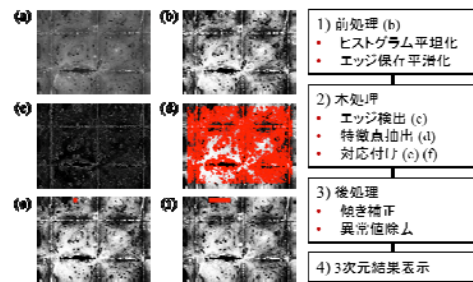 (a)
(b)
(c)
(d)
(e)
(f)
1) 前処理 (b)
• ヒストグラム平坦化
• エッジ保存平滑化
2) 本処理
• エッジ検出 (c)
• 特徴点抽出 (d)
• 対応付け (e) (f)
3) 後処理
• 傾き補正
• 異常値除ム
4) 3次元結果表示